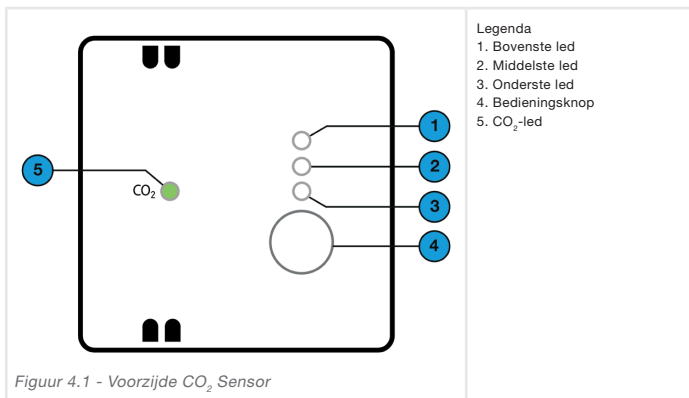 1
2
3
4
5
CO₂
Figuur 4.1 - Voorzijde CO₂ Sensor
Legenda
1. Bovenste led
2. Middelste led
3. Onderste led
4. Bedieningsknop
5. CO₂-led